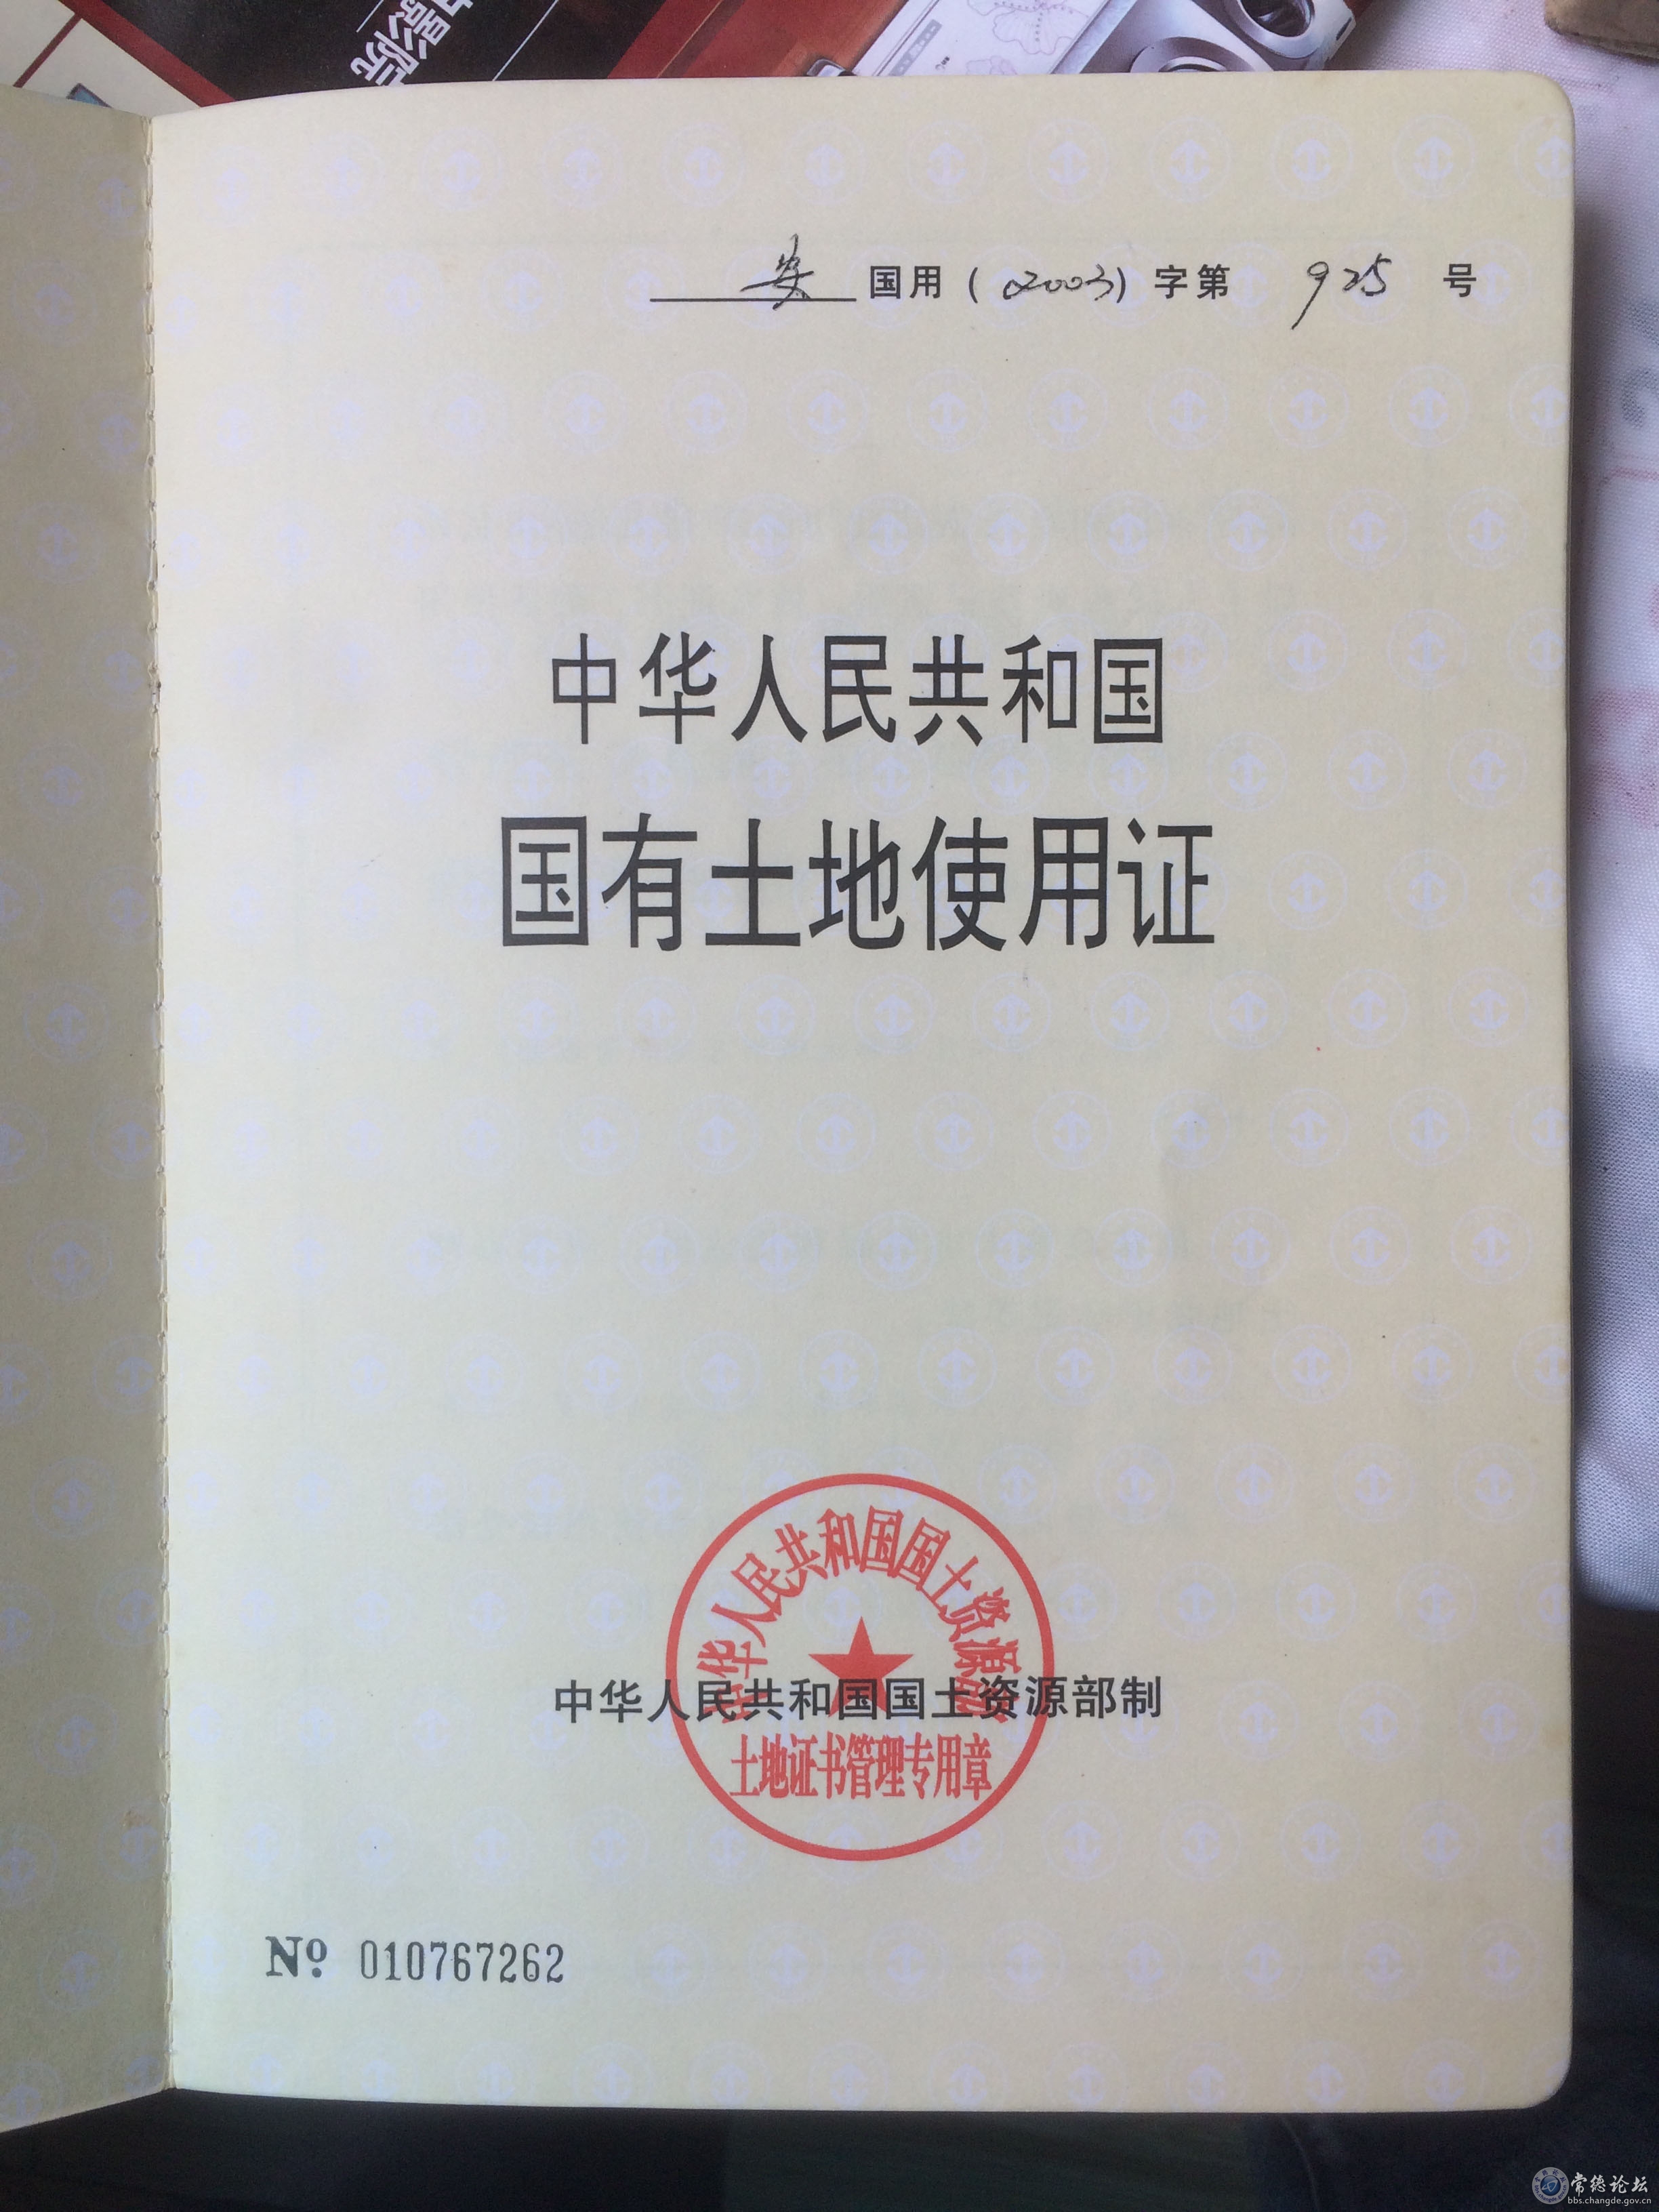 影院
安 国用 (2003) 字第 925 号
中华人民共和国
国有土地使用证
中华人民共和国国土资源部
中华人民共和国国土资源部制
土地证书管理专用章
Nº 010767262
常德论坛
bbs.changde.gov.cn